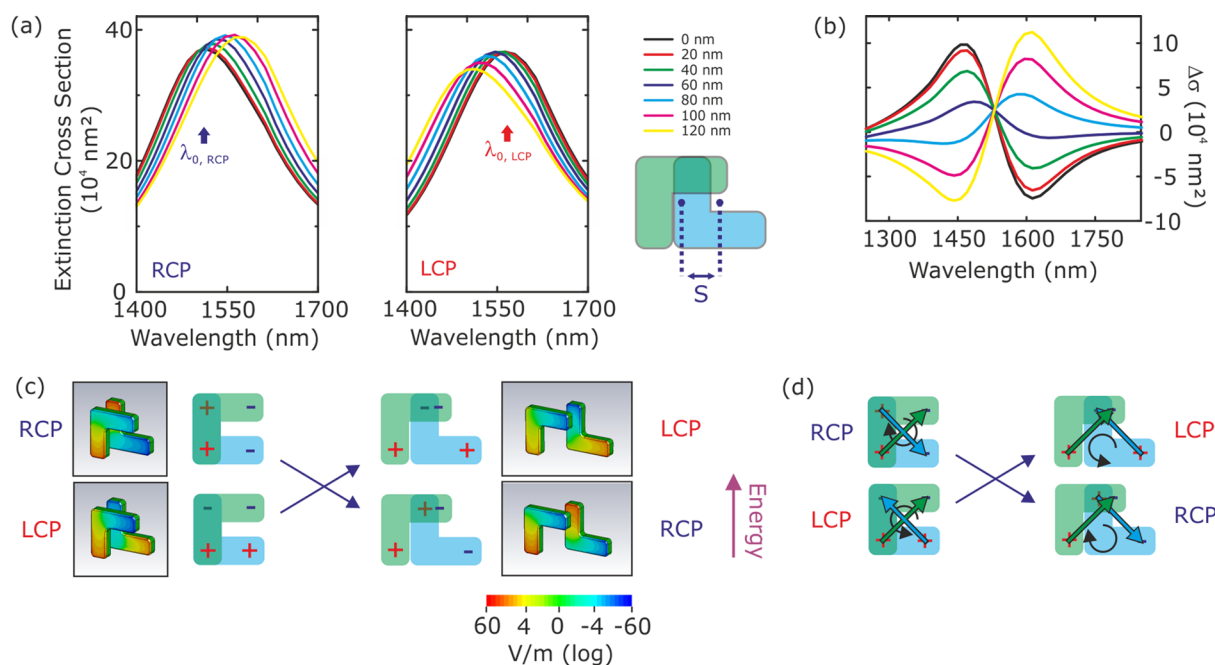 (a)
Extinction Cross Section
(10⁴ nm²)
40
20
0
λ0, RCP
RCP
1400 1550 1700
Wavelength (nm)
λ0, LCP
LCP
1400 1550 1700
Wavelength (nm)
0 nm
20 nm
40 nm
60 nm
80 nm
100 nm
120 nm
S
(b)
10
5
0
-5
-10
Δσ (10⁴ nm²)
1300 1450 1600 1750
Wavelength (nm)
(c)
RCP
+ -
+ -
- -
+ +
LCP
LCP
- -
+ +
+ -
+ -
RCP
Energy
60 4 0 -4 -60
V/m (log)
(d)
RCP
LCP
LCP
RCP